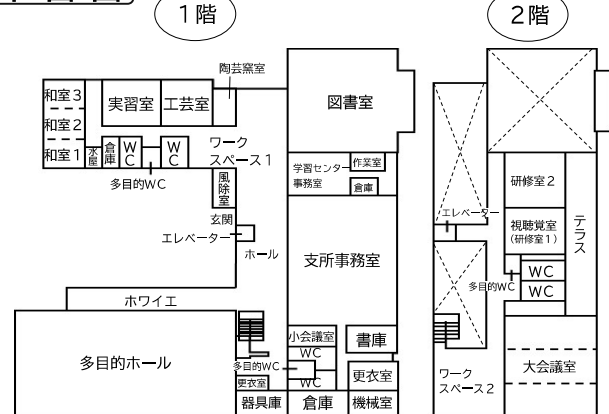 1階
陶芸窯室
和室3
和室2
和室1
水屋
実習室
工芸室
倉庫
WC
WC
多目的WC
ワーク
スペース1
風除室
玄関
エレベーター
ホール
図書室
学習センター
事務室
作業室
倉庫
支所事務室
ホワイエ
多目的ホール
小会議室
WC
多目的WC
WC
更衣室
器具庫
倉庫
書庫
更衣室
機械室
2階
研修室2
視聴覚室
(研修室1)
テラス
エレベーター
多目的WC
WC
WC
ワーク
スペース2
大会議室